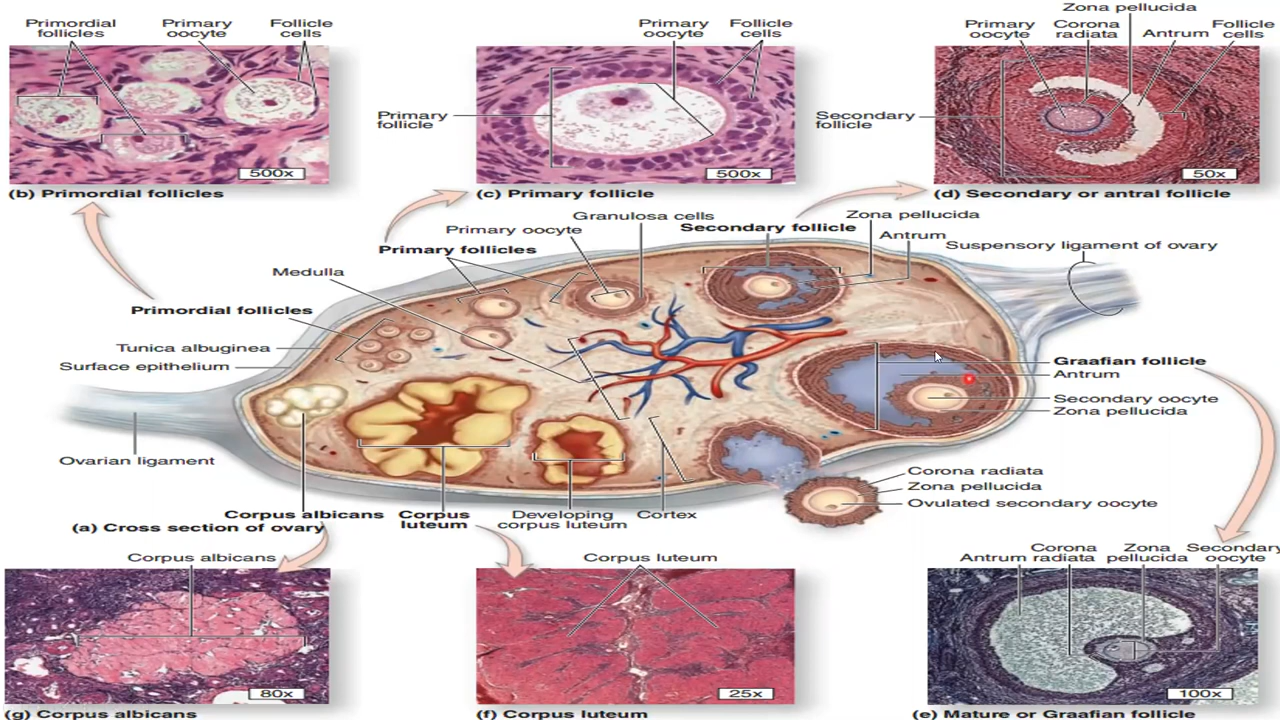 Primordial
follicles
Primary
oocyte
Follicle
cells
500x
(b) Primordial follicles
Primary
oocyte
Follicle
cells
Primary
follicle
500x
(c) Primary follicle
Zona pellucida
Primary
oocyte
Corona
radiata
Antrum
Follicle
cells
Secondary
follicle
50x
(d) Secondary or antral follicle
Granulosa cells
Primary oocyte
Primary follicles
Secondary follicle
Zona pellucida
Antrum
Suspensory ligament of ovary
Medulla
Primordial follicles
Tunica albuginea
Surface epithelium
Graafian follicle
Antrum
Secondary oocyte
Zona pellucida
Ovarian ligament
Corona radiata
Zona pellucida
Ovulated secondary oocyte
Corpus albicans
Corpus
luteum
Developing
corpus luteum
Cortex
(a) Cross section of ovary
Corpus albicans
80x
(g) Corpus albicans
Corpus luteum
25x
(f) Corpus luteum
Antrum
Corona
radiata
Zona
pellucida
Secondary
oocyte
100x
(e) Mature or Graafian follicle